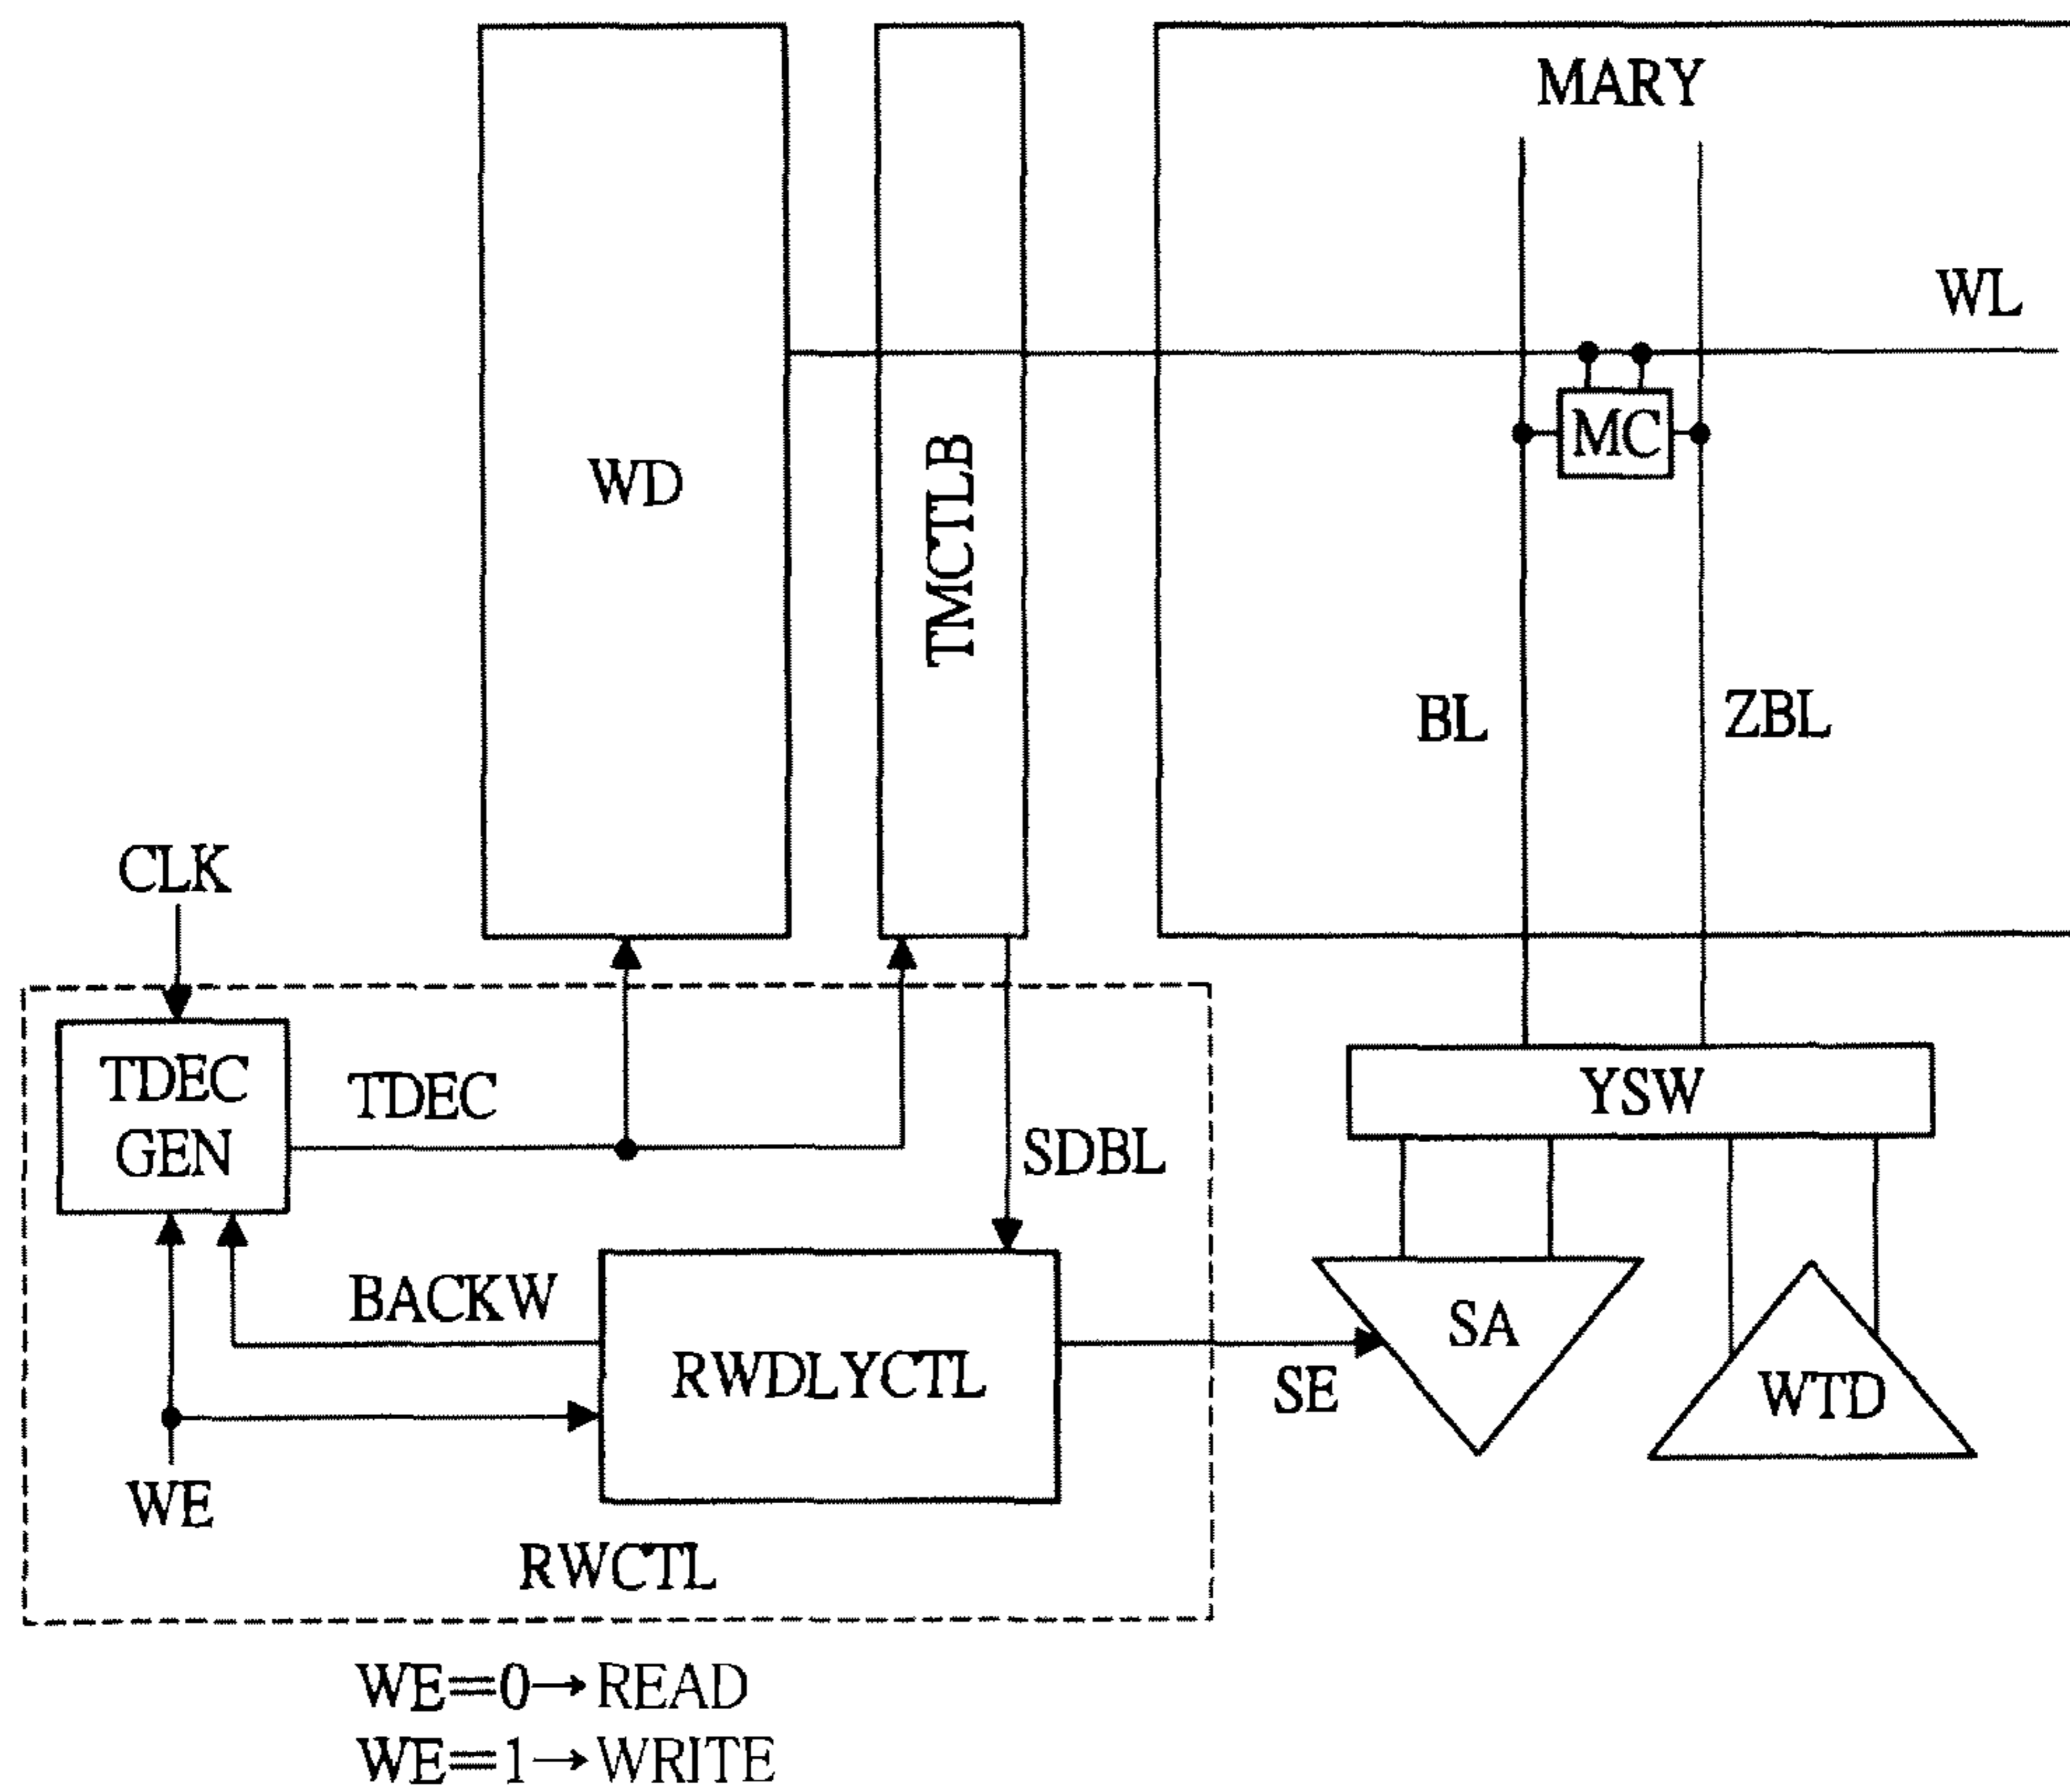 MARY
WL
MC
WD
TMCTLB
BL
ZBL
CLK
TDEC
GEN
TDEC
YSW
SDBL
BACKW
RWDLYCTL
SA
SE
WTD
WE
RWCTL
WE=0→READ
WE=1→WRITE